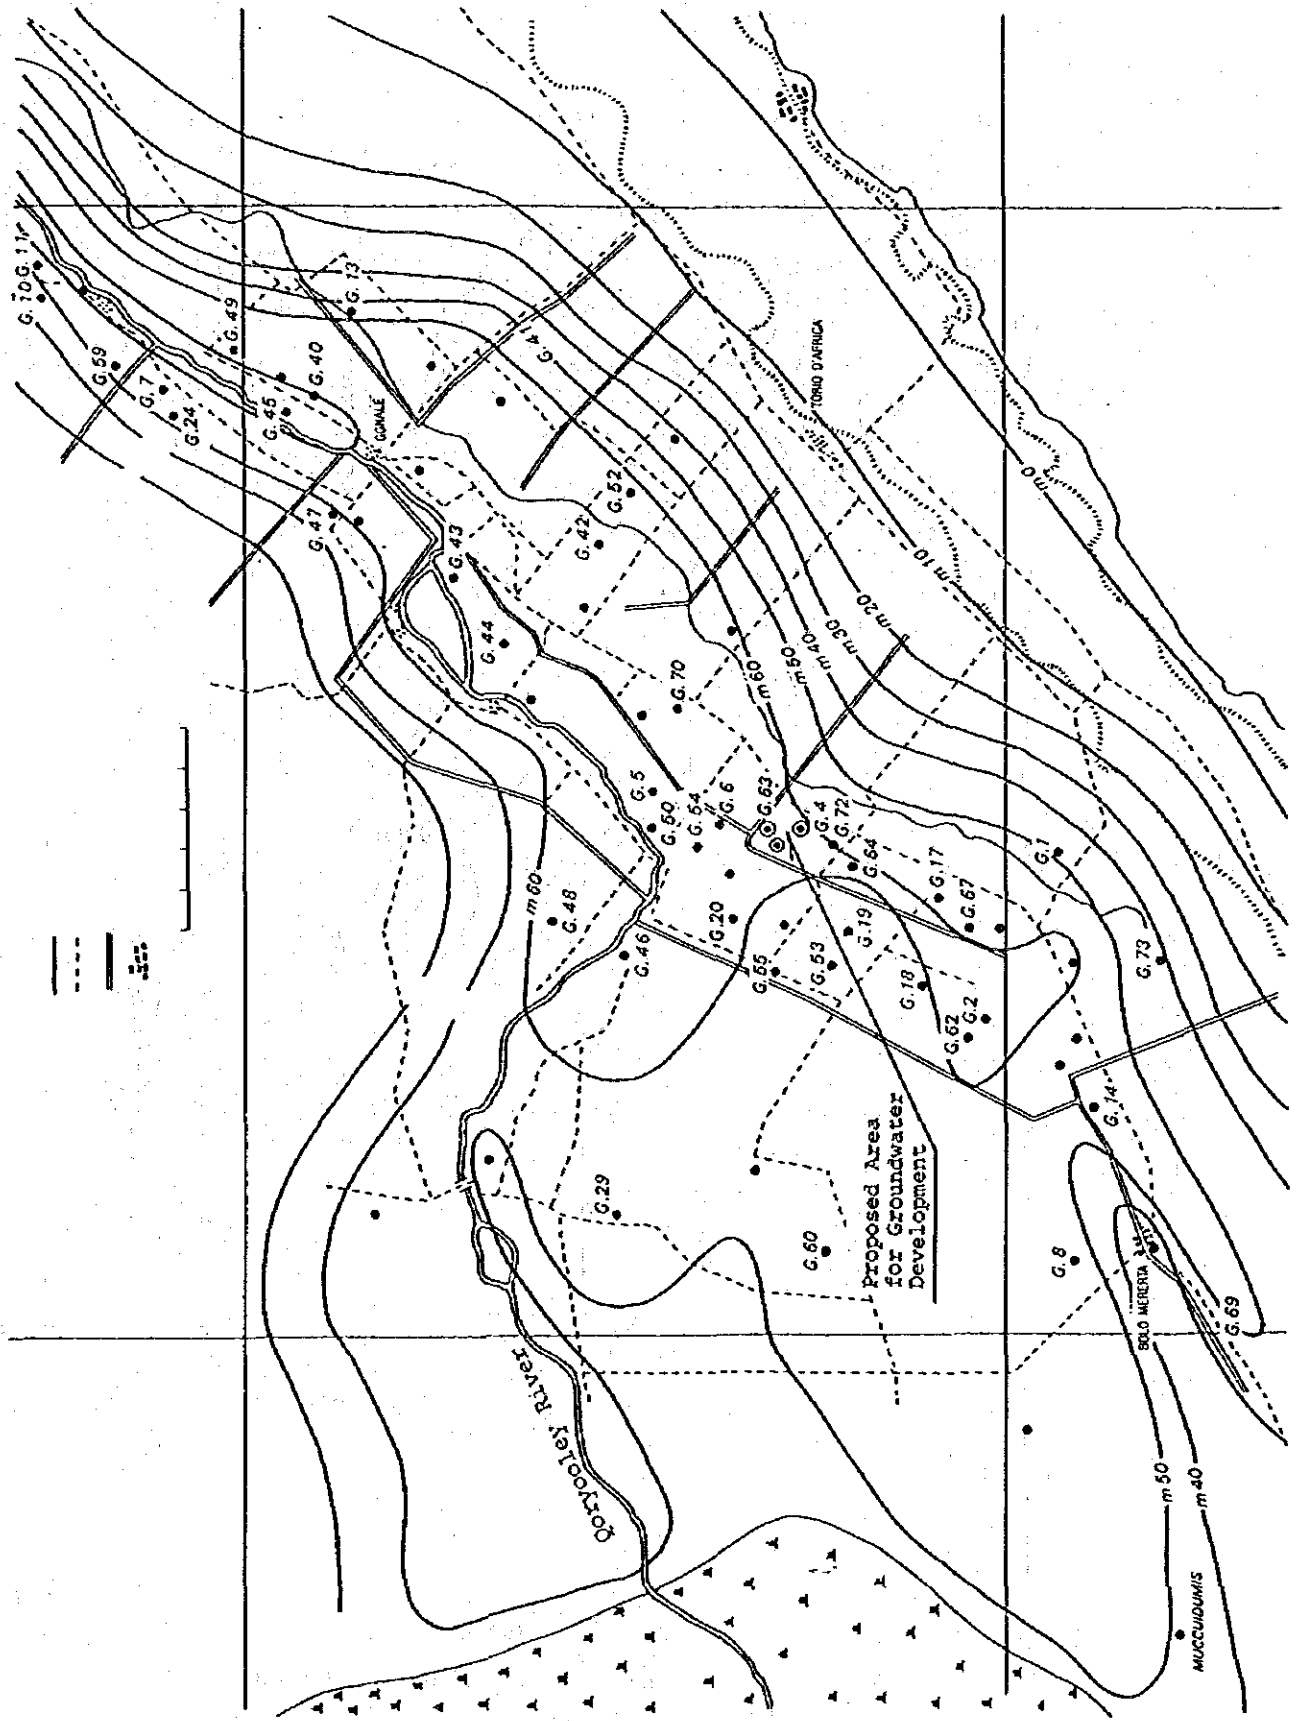 G.10
G.11
G.59
G.7
G.24
G.49
G.45
G.40
G.13
GONALE
G.47
G.41
G.43
G.52
G.42
G.44
TORIO D'AFRICA
m 0
m 10
m 20
m 30
m 40
m 50
m 60
G.70
G.5
G.50
G.54
G.6
G.63
G.4
G.72
G.64
G.17
G.67
G.1
m 60
G.48
G.46
G.20
G.55
G.53
G.19
G.18
G.62
G.2
G.73
G.14
G.29
G.60
Proposed Area
for Groundwater
Development
G.8
BOLO MERERTA
G.69
Qoryooley River
m 50
m 40
MUCCUIDUMIS